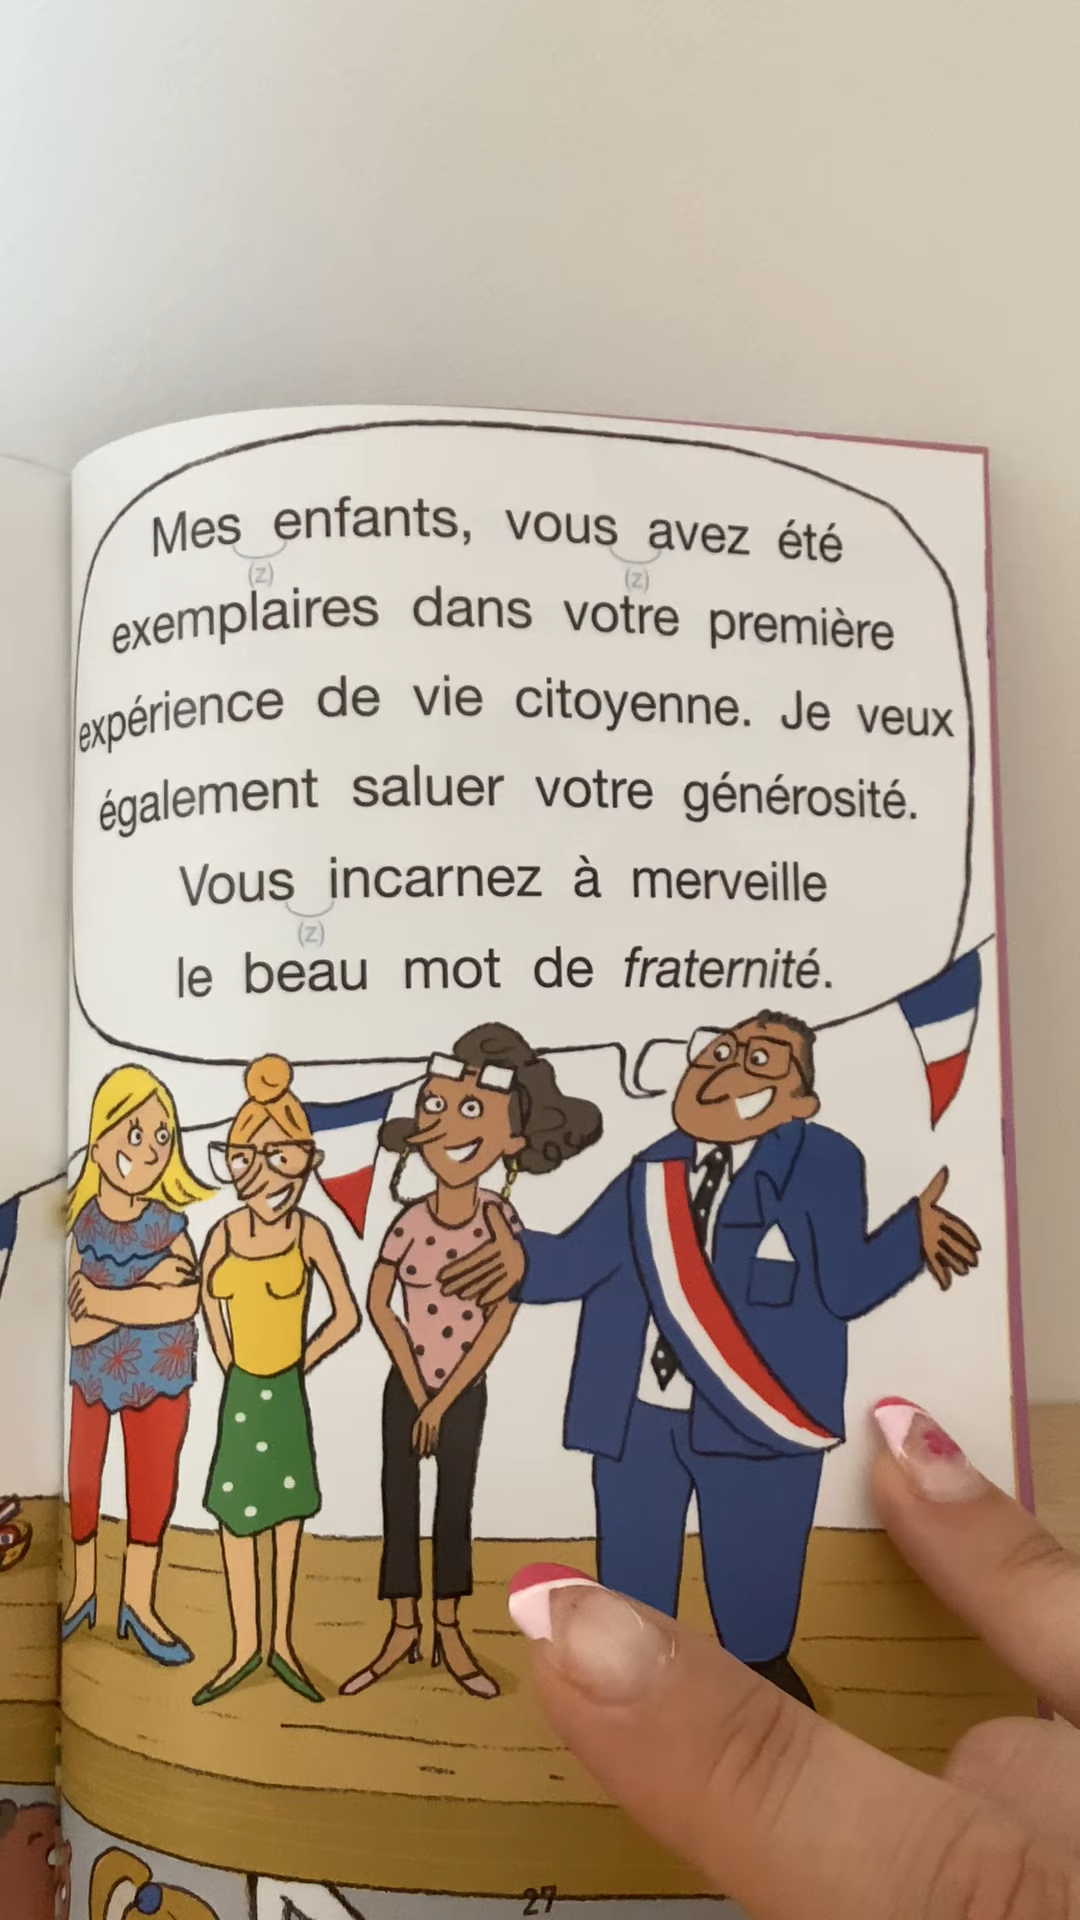 Mes enfants, vous avez été
(z) (z)
exemplaires dans votre première
expérience de vie citoyenne. Je veux
également saluer votre générosité.
Vous incarnez à merveille
(z)
le beau mot de fraternité.
27